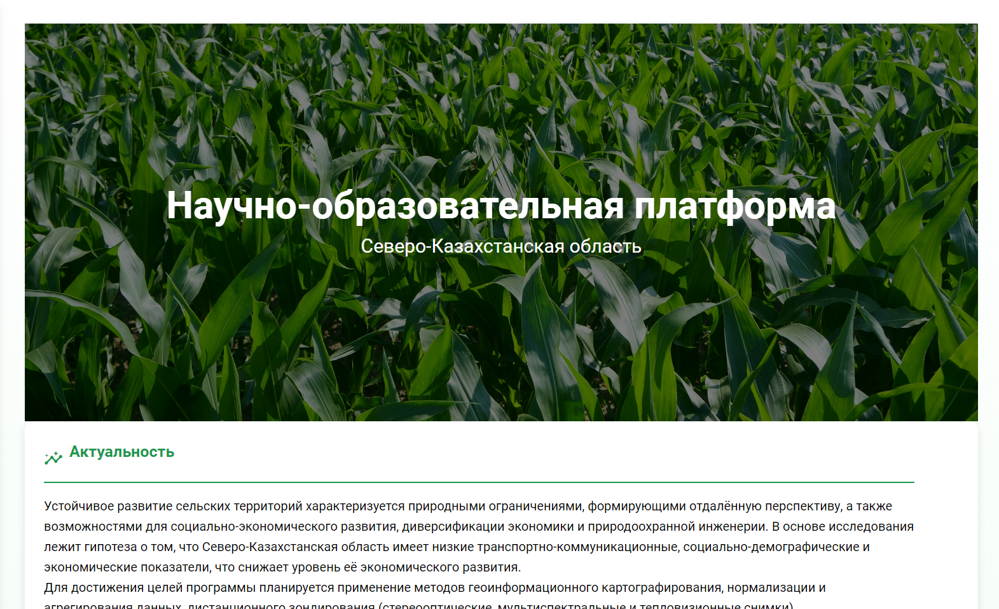 Научно-образовательная платформа
Северо-Казахстанская область
Актуальность
Устойчивое развитие сельских территорий характеризуется природными ограничениями, формирующими отдалённую перспективу, а также
возможностями для социально-экономического развития, диверсификации экономики и природоохранной инженерии. В основе исследования
лежит гипотеза о том, что Северо-Казахстанская область имеет низкие транспортно-коммуникационные, социально-демографические и
экономические показатели, что снижает уровень её экономического развития.
Для достижения целей программы планируется применение методов геоинформационного картографирования, нормализации и
агрегирования данных, дистанционного зондирования (стереооптические, мультиспектральные и тепловизионные снимки)